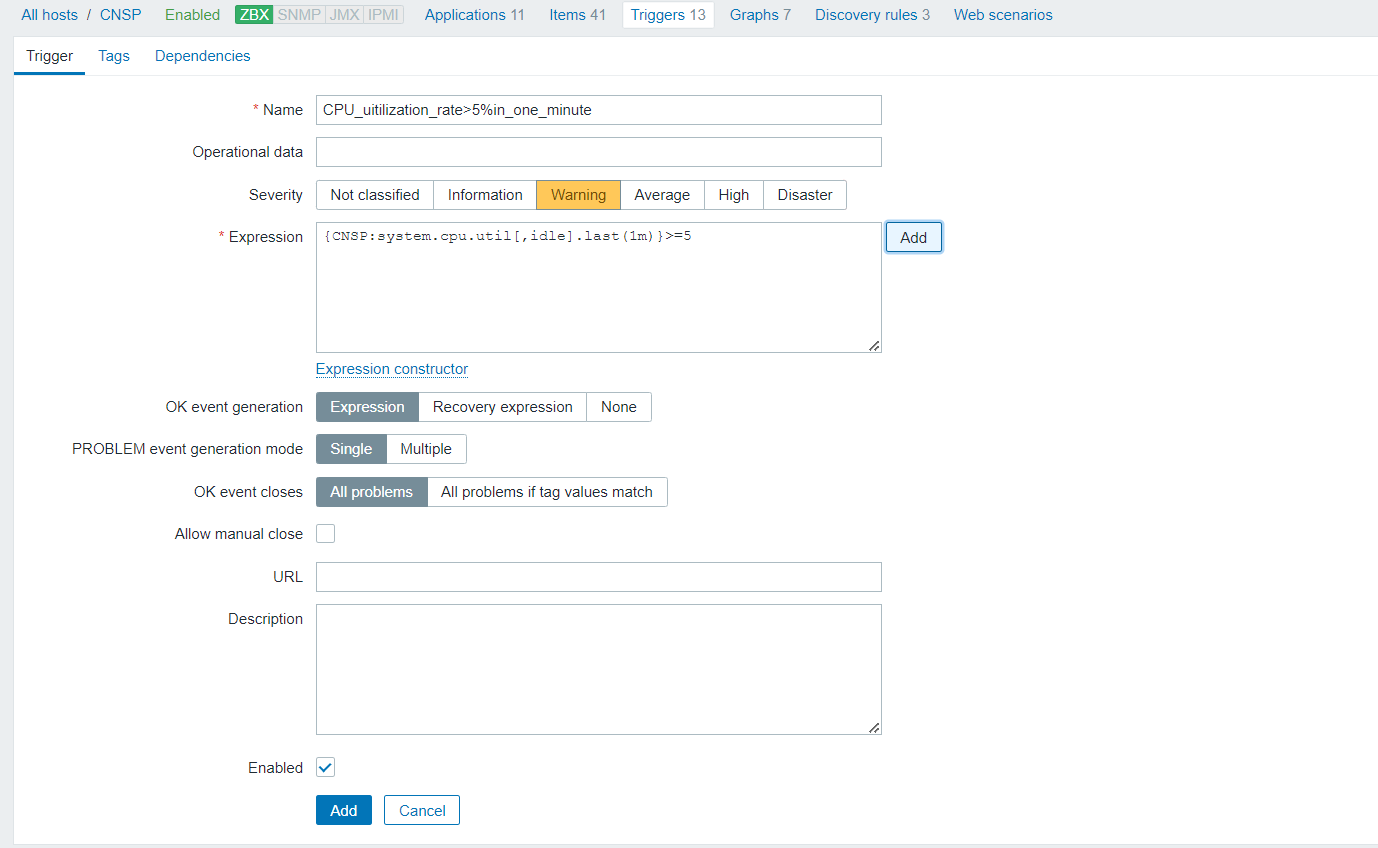 All hosts / CNSP Enabled ZBX SNMP JMX IPMI Applications 11 Items 41 Triggers 13 Graphs 7 Discovery rules 3 Web scenarios
Trigger Tags Dependencies
* Name CPU_uitilization_rate>5%in_one_minute
Operational data
Severity Not classified Information Warning Average High Disaster
* Expression {CNSP:system.cpu.util[,idle].last(1m)}>=5 Add
Expression constructor
OK event generation Expression Recovery expression None
PROBLEM event generation mode Single Multiple
OK event closes All problems All problems if tag values match
Allow manual close
URL
Description
Enabled
Add Cancel